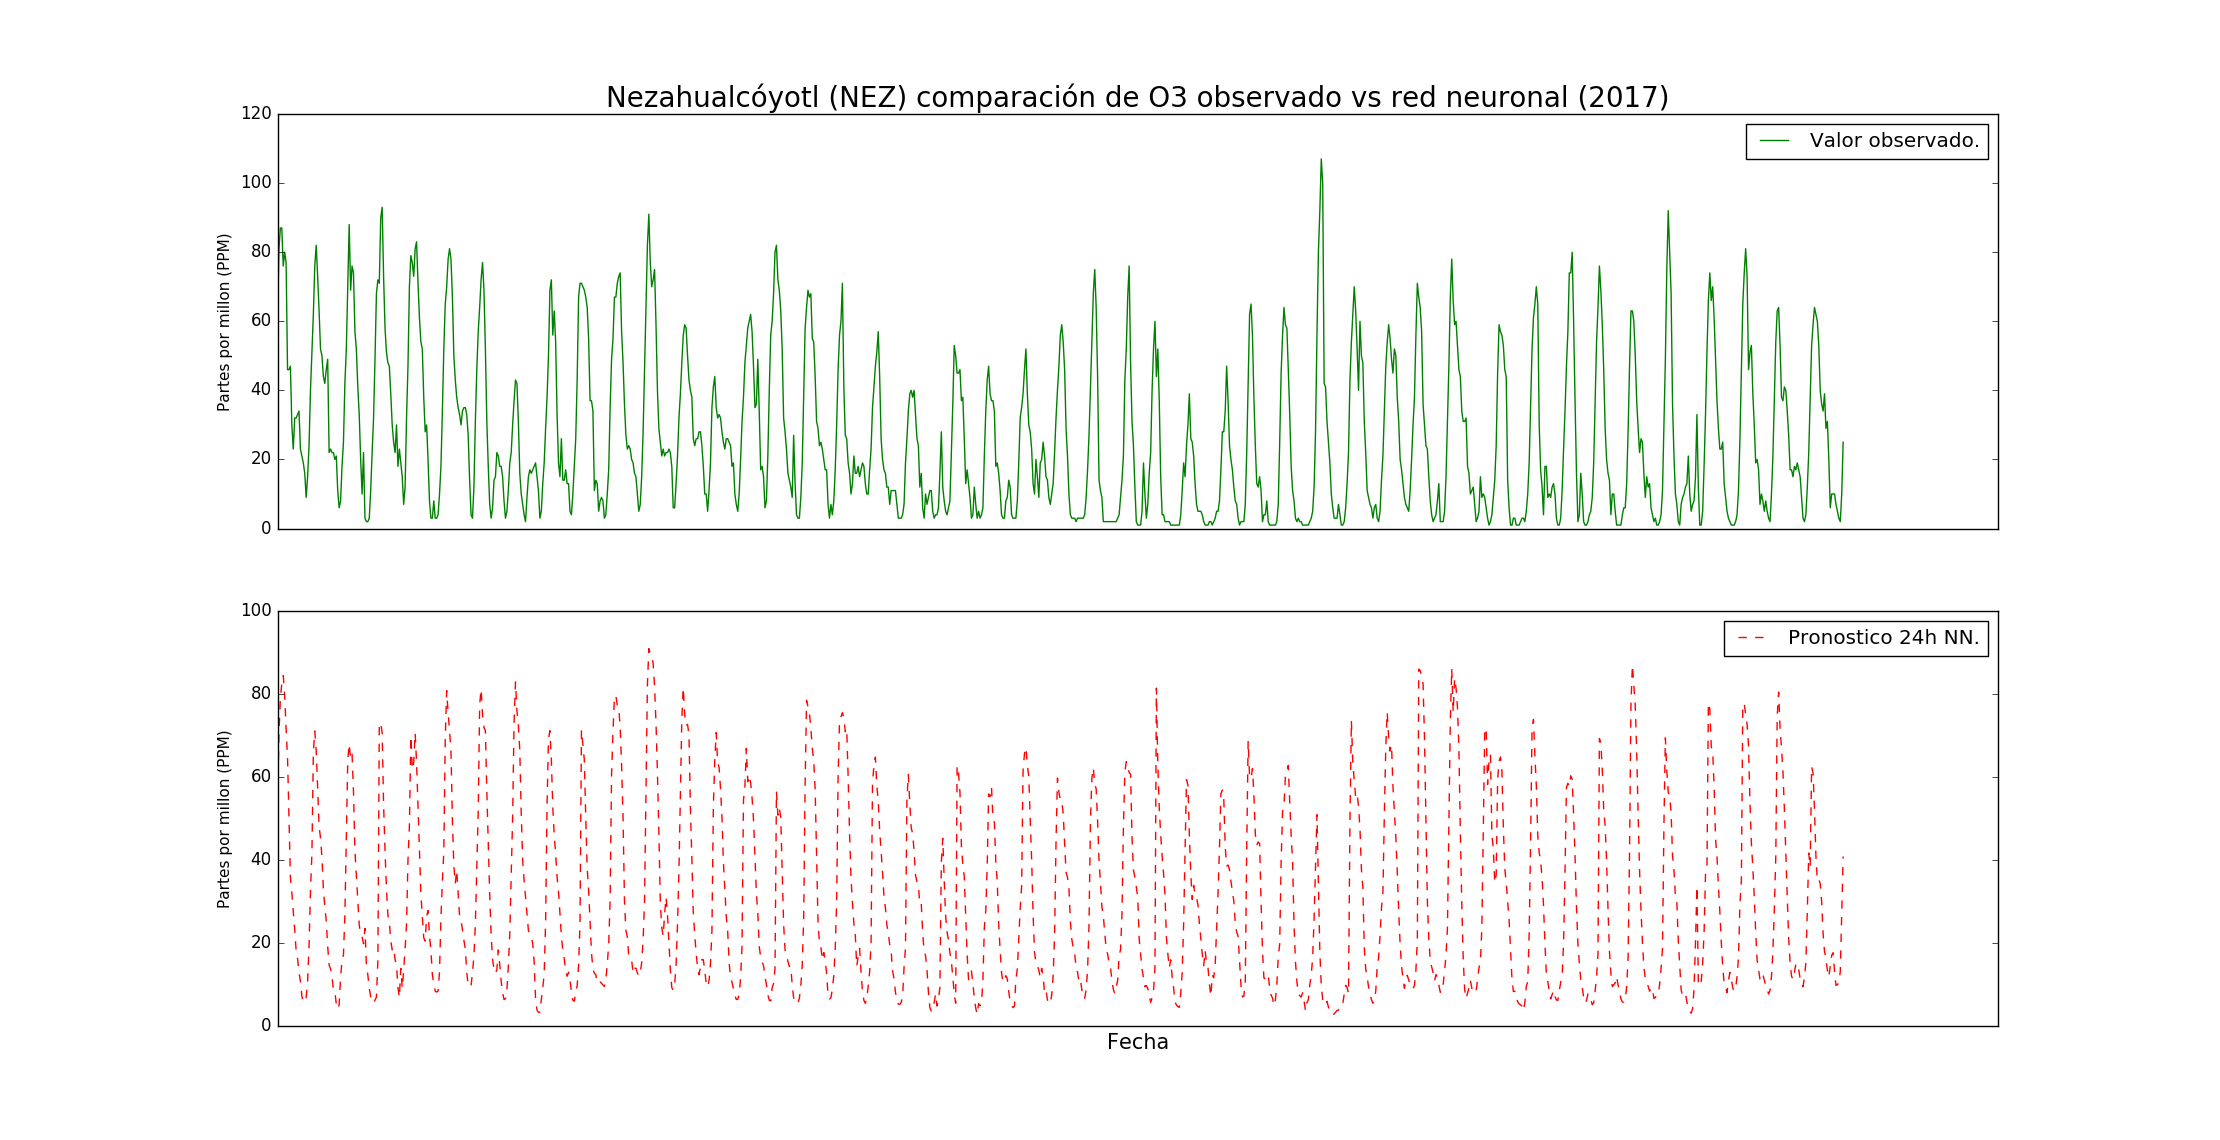 Nezahualcóyotl (NEZ) comparación de O3 observado vs red neuronal (2017)
120
100
80
60
40
20
0
Partes por millon (PPM)
Valor observado.
100
80
60
40
20
0
Partes por millon (PPM)
Pronostico 24h NN.
Fecha